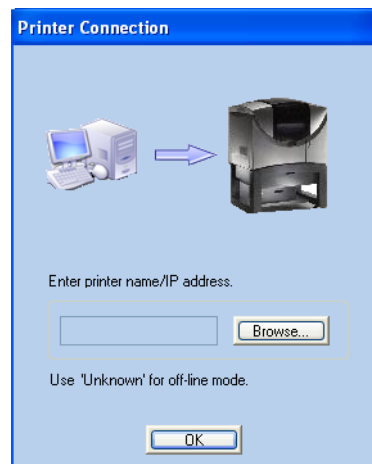 Printer Connection
Enter printer name/IP address.
Browse...
Use 'Unknown' for off-line mode.
OK